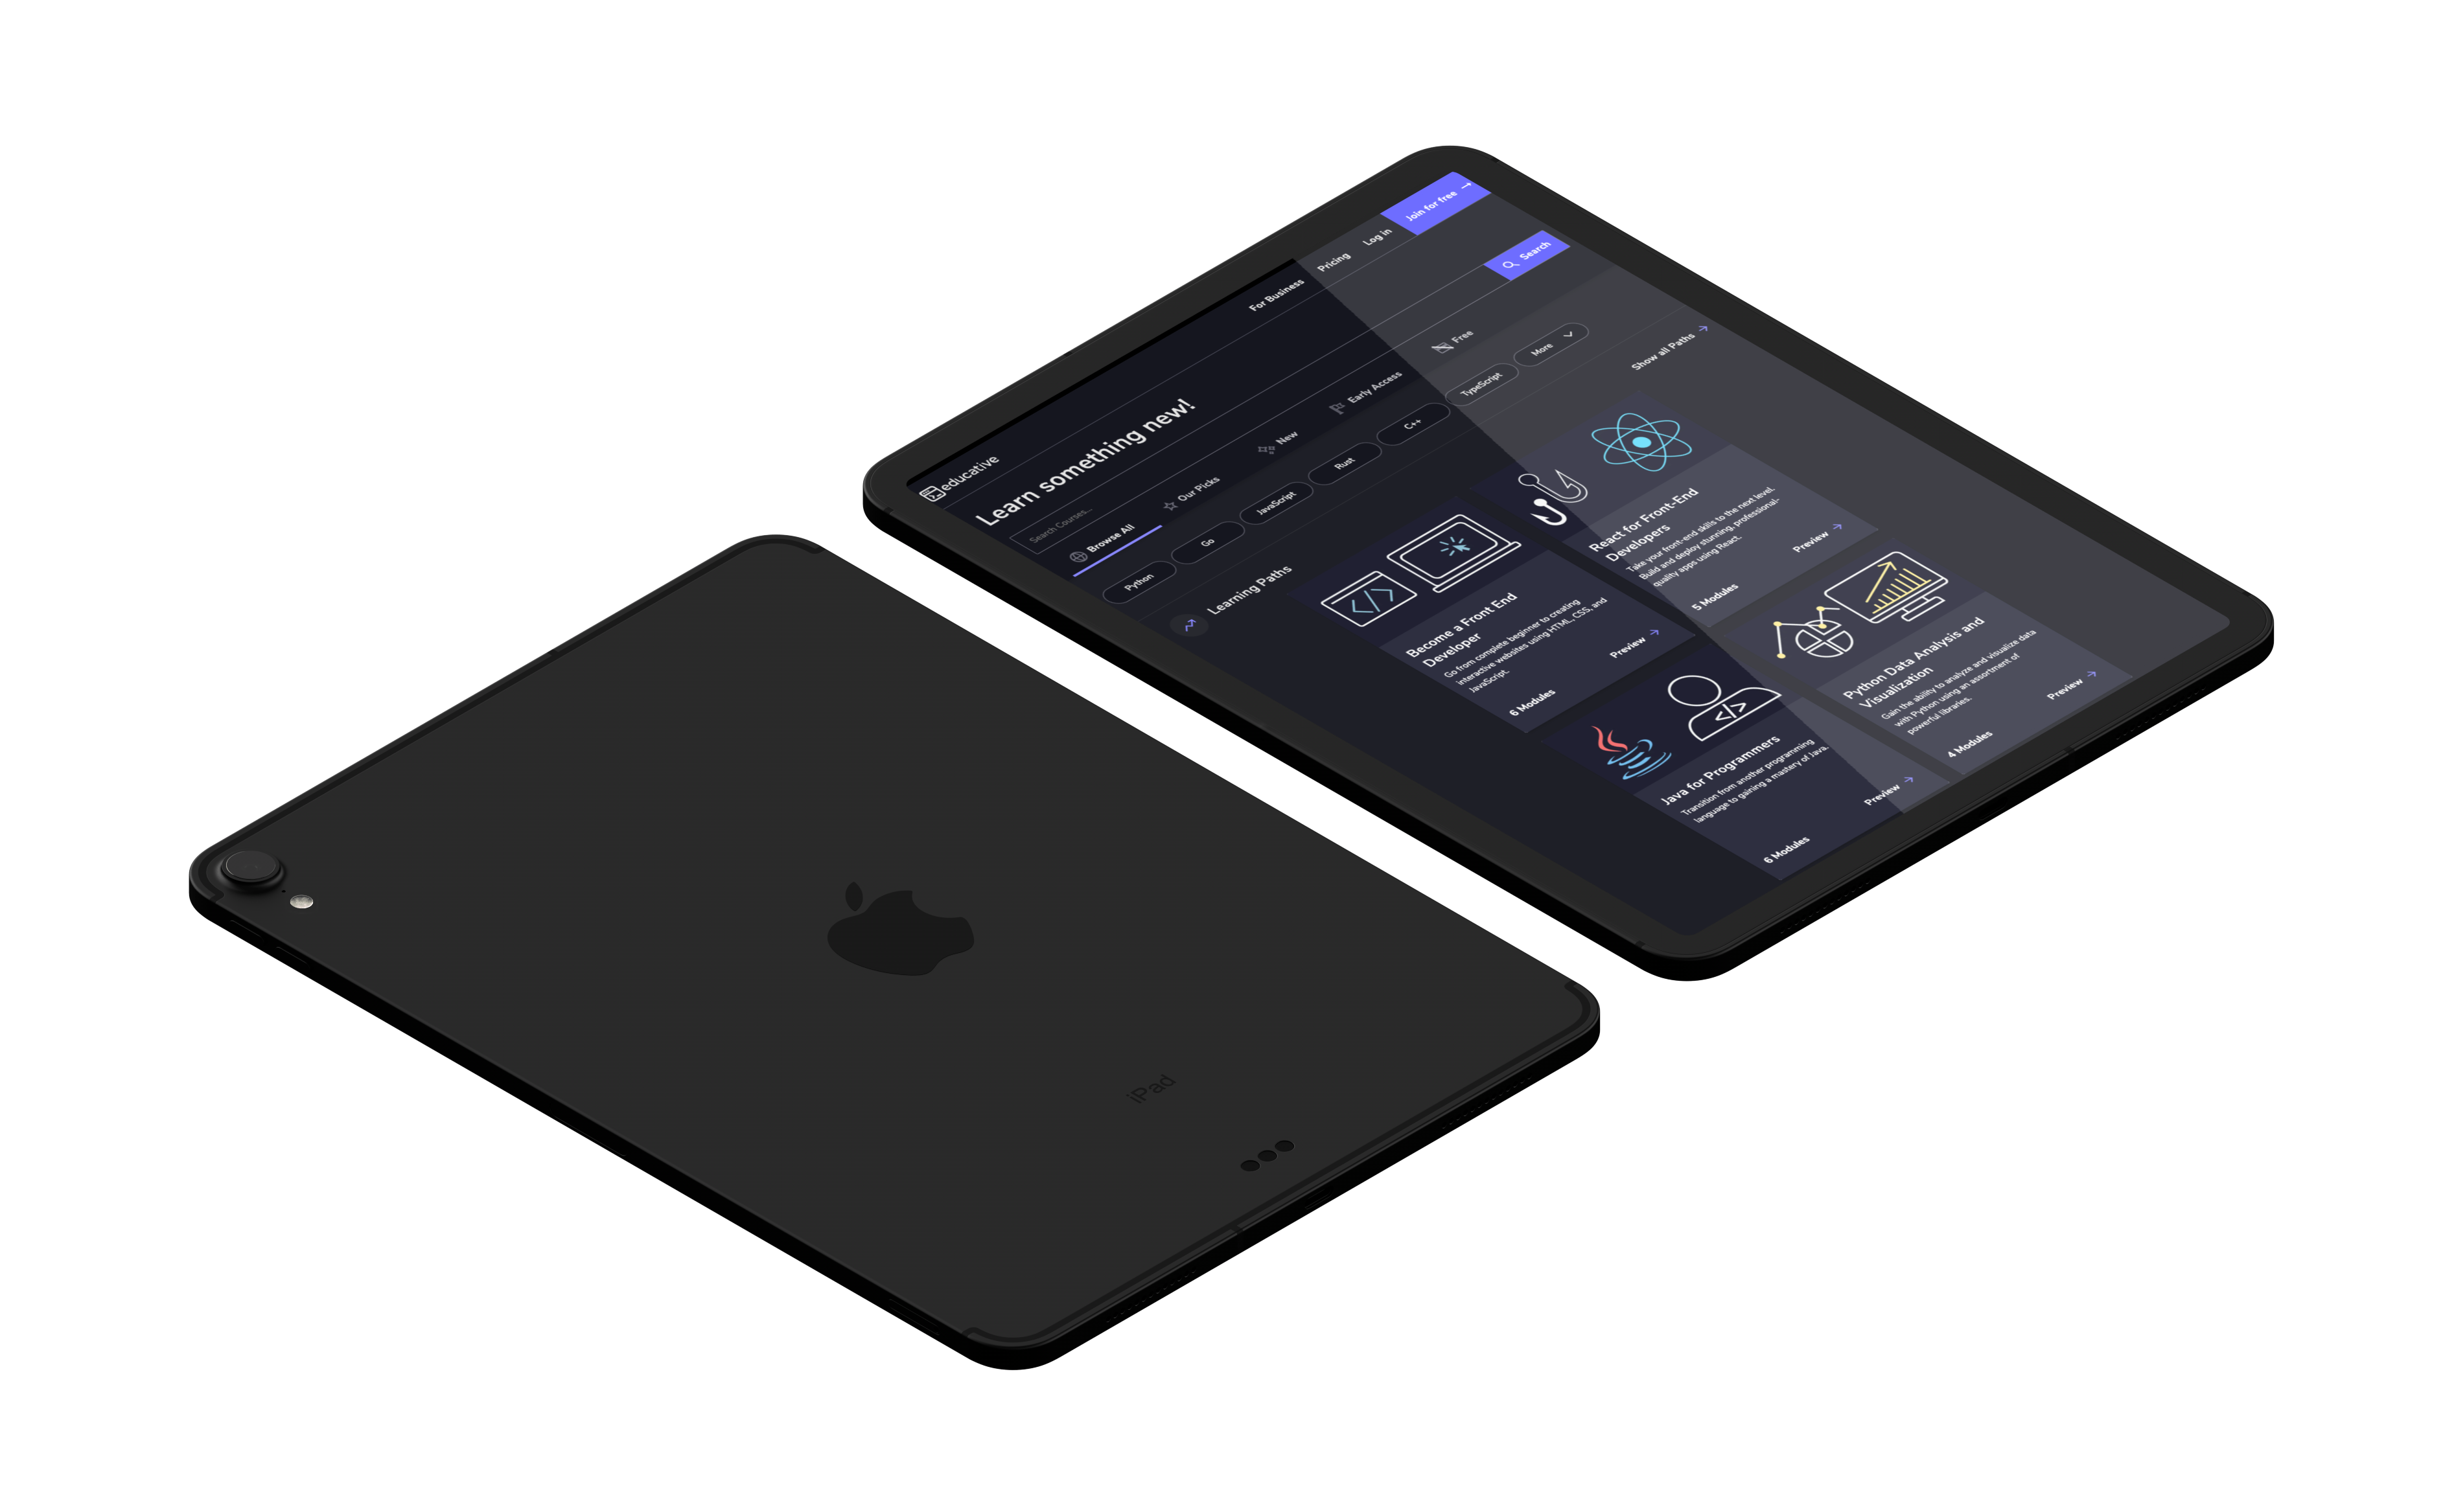 educative
For Business
Pricing
Log in
Join for free →
Learn something new!
Search Courses...
Search
Browse All
Our Picks
New
Early Access
Free
Python
Go
JavaScript
Rust
C++
TypeScript
More
Learning Paths
Show all Paths →
</>
Become a Front End
Developer
Go from complete beginner to creating
interactive websites using HTML, CSS, and
JavaScript.
6 Modules
Preview →
React for Front-End
Developers
Take your front-end skills to the next level.
Build and deploy stunning, professional-
quality apps using React.
5 Modules
Preview →
</>
Java for Programmers
Transition from another programming
language to gaining a mastery of Java.
6 Modules
Preview →
Python Data Analysis and
Visualization
Gain the ability to analyze and visualize data
with Python using an assortment of
powerful libraries.
4 Modules
Preview →
iPad